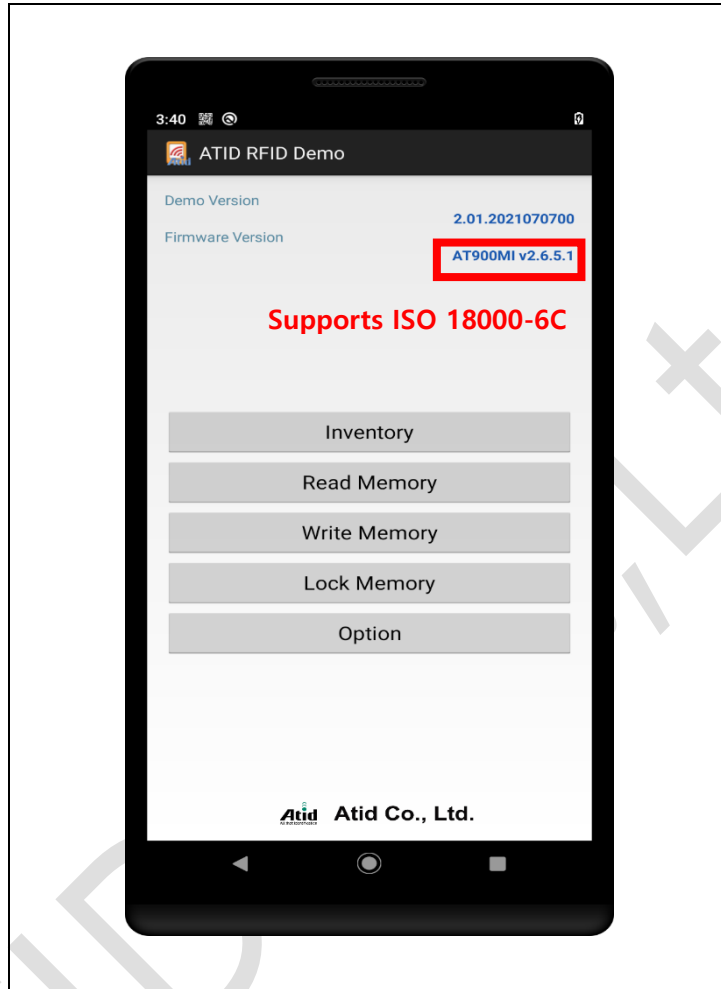 3:40
ATID RFID Demo
Demo Version
2.01.2021070700
Firmware Version
AT900MI v2.6.5.1
Supports ISO 18000-6C
Inventory
Read Memory
Write Memory
Lock Memory
Option
Atid Atid Co., Ltd.